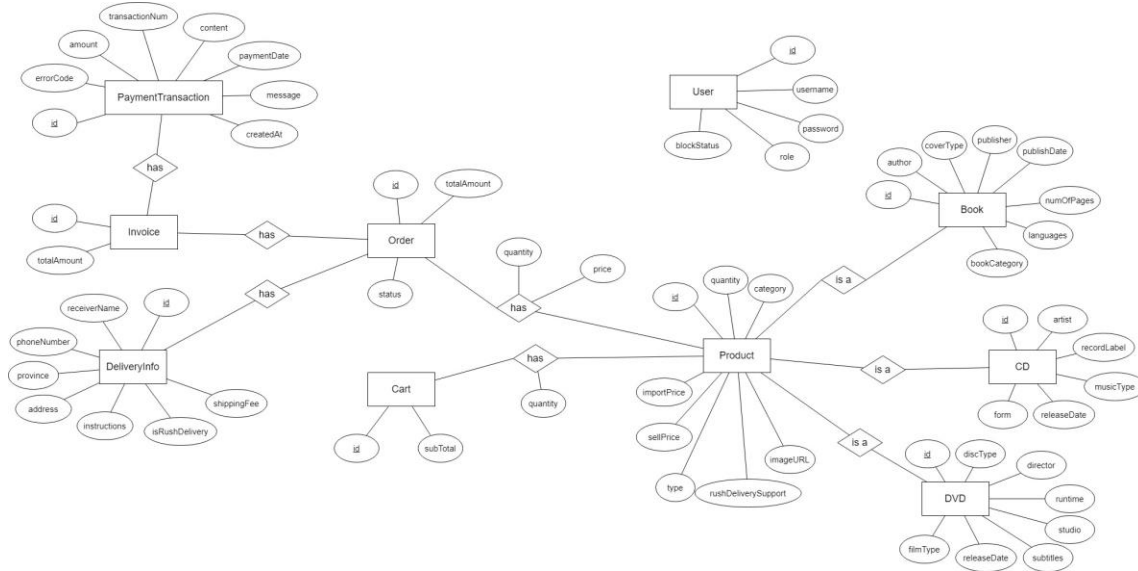 transactionNum
content
amount
paymentDate
errorCode
PaymentTransaction
message
id
createdAt
has
id
Invoice
totalAmount
has
id
totalAmount
Order
status
has
receiverName
id
phoneNumber
province
DeliveryInfo
address
instructions
isRushDelivery
shippingFee
quantity
price
has
Cart
id
subTotal
has
quantity
id
User
username
password
role
blockStatus
id
quantity
category
Product
importPrice
sellPrice
type
rushDeliverySupport
imageURL
is a
author
coverType
publisher
publishDate
id
Book
numOfPages
languages
bookCategory
is a
id
artist
recordLabel
CD
musicType
form
releaseDate
is a
id
discType
director
DVD
runtime
studio
filmType
releaseDate
subtitles